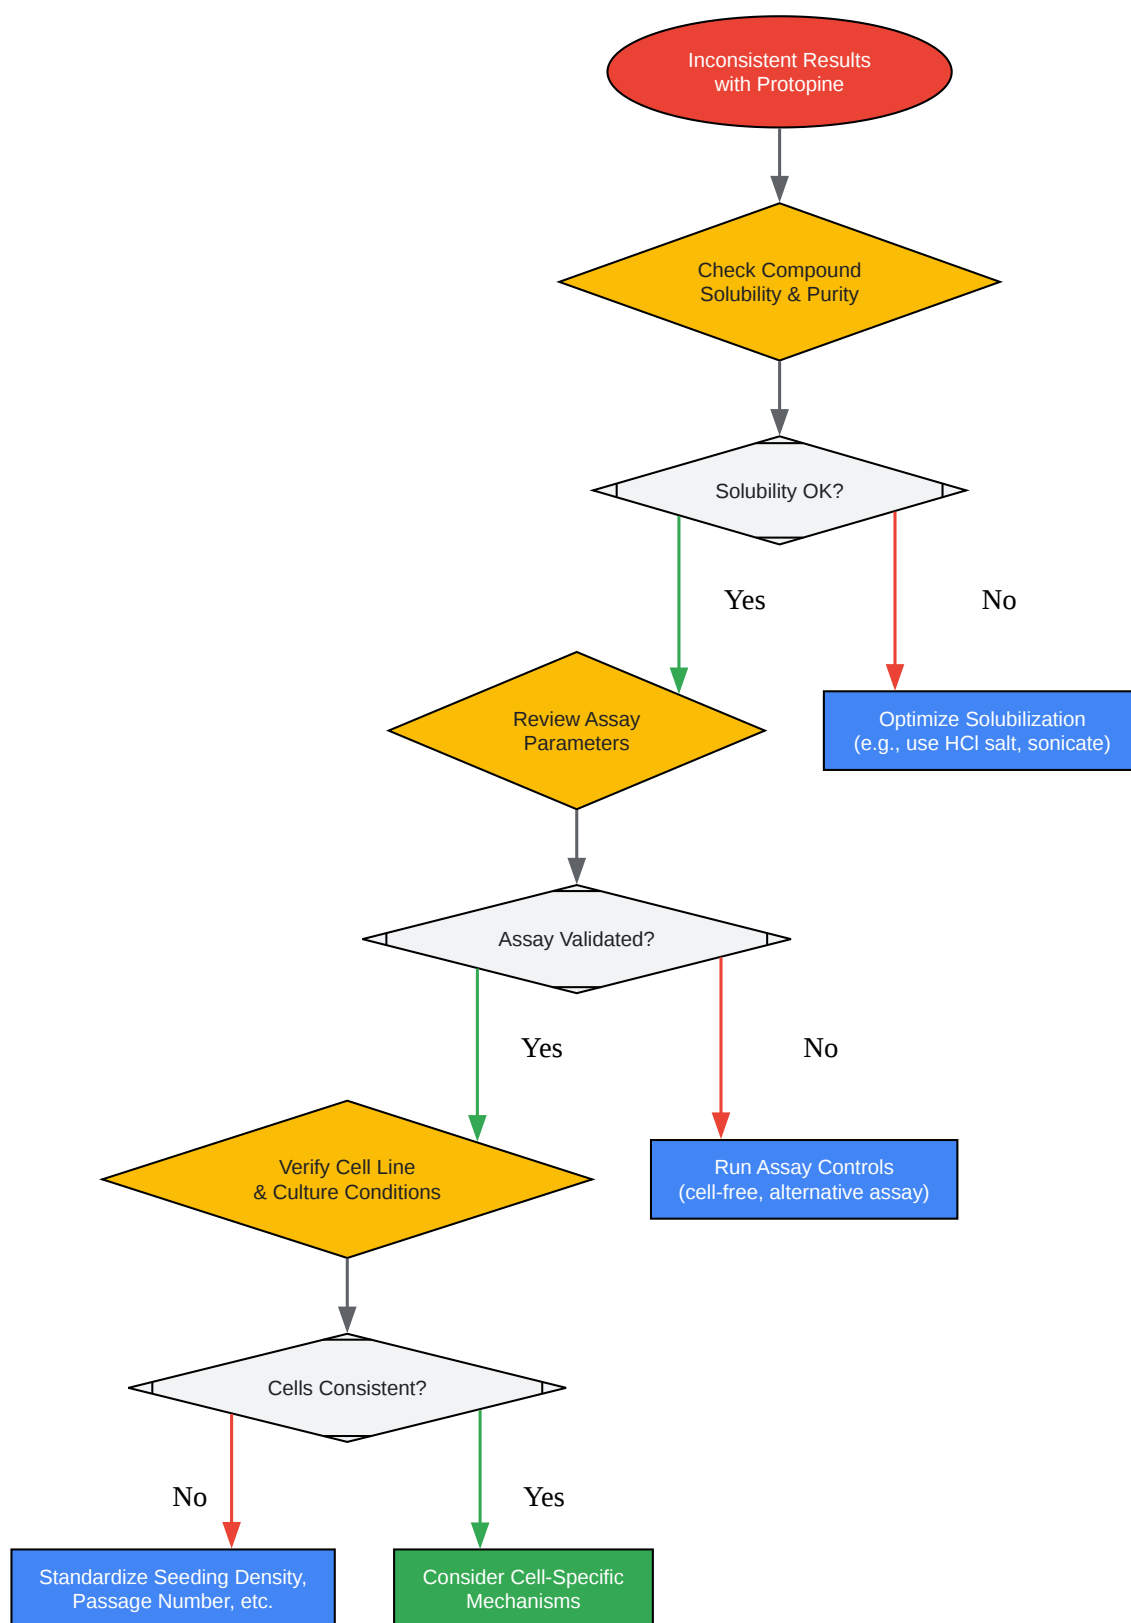 Inconsistent Results
with Protopine
Check Compound
Solubility & Purity
Solubility OK?
Yes
No
Review Assay
Parameters
Optimize Solubilization
(e.g., use HCl salt, sonicate)
Assay Validated?
Yes
No
Verify Cell Line
& Culture Conditions
Run Assay Controls
(cell-free, alternative assay)
Cells Consistent?
No
Yes
Standardize Seeding Density,
Passage Number, etc.
Consider Cell-Specific
Mechanisms